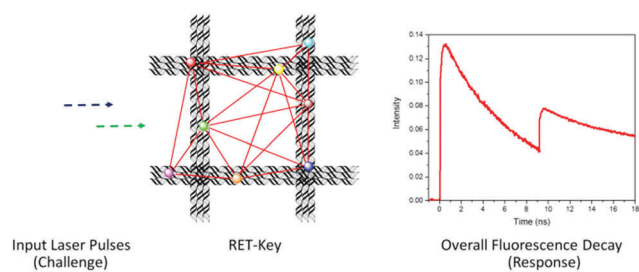 0.14
0.12
0.10
0.08
0.06
0.04
0.02
0.00
Intensity
0 2 4 6 8 10 12 14 16 18
Time (ns)
Input Laser Pulses
(Challenge)
RET-Key
Overall Fluorescence Decay
(Response)